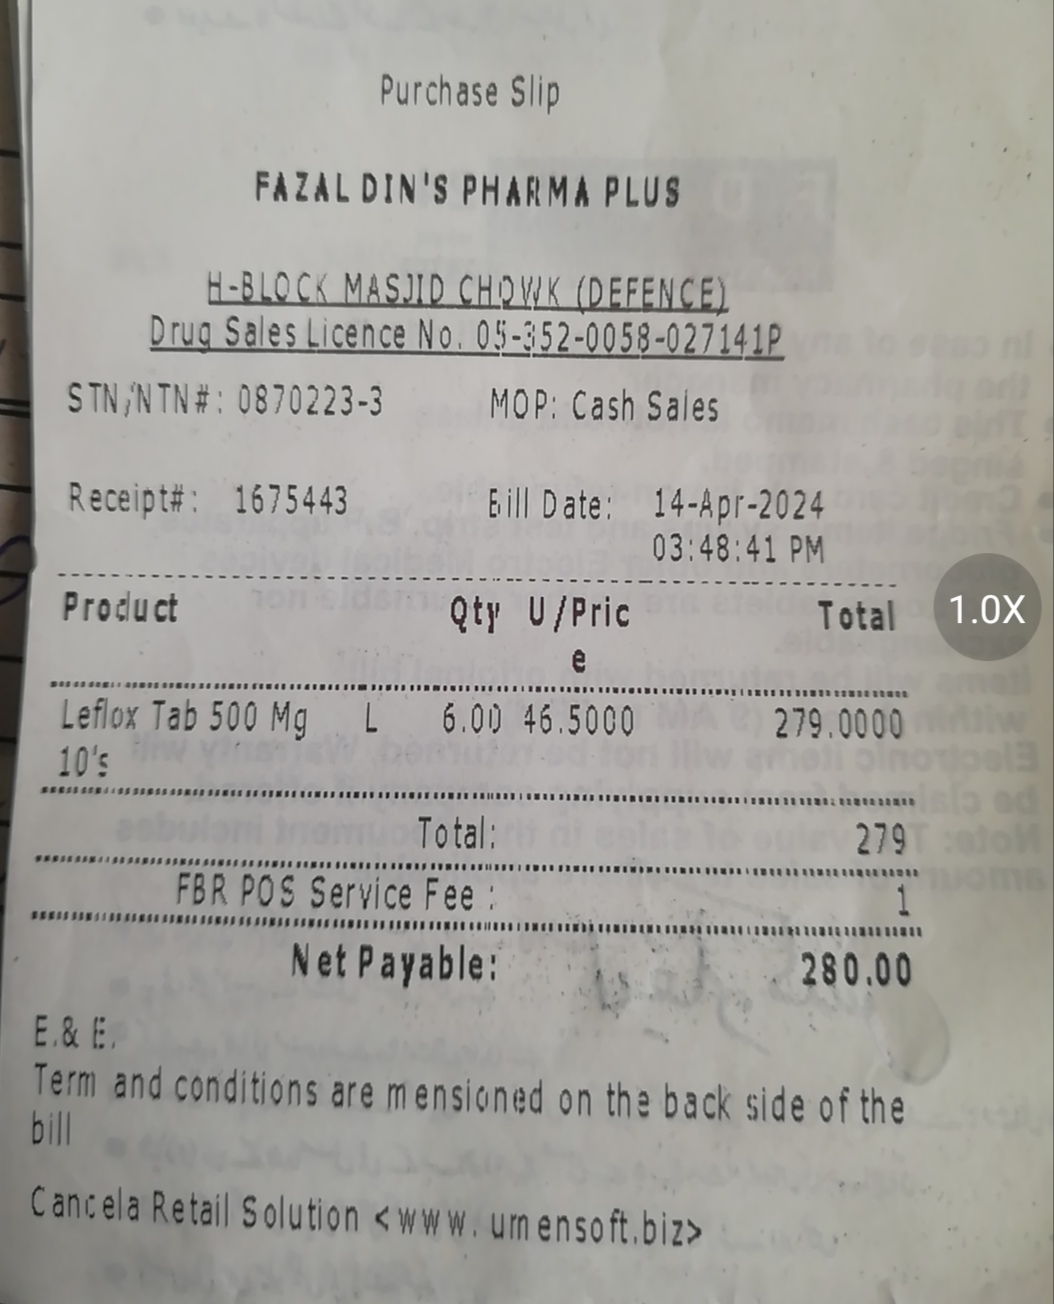 Purchase Slip
FAZAL DIN'S PHARMA PLUS
H-BLOCK MASJID CHOWK (DEFENCE)
Drug Sales Licence No. 05-352-0058-027141P
STN/NTN#: 0870223-3 MOP: Cash Sales
Receipt#: 1675443 Bill Date: 14-Apr-2024
03:48:41 PM
Product Qty U/Pric Total
e
1.0X
Leflox Tab 500 Mg L 6.00 46.5000 279.0000
10's
Total: 279
FBR POS Service Fee : 1
Net Payable: 280.00
E.& E.
Term and conditions are mensioned on the back side of the
bill
Cancela Retail Solution <www. umensoft.biz>